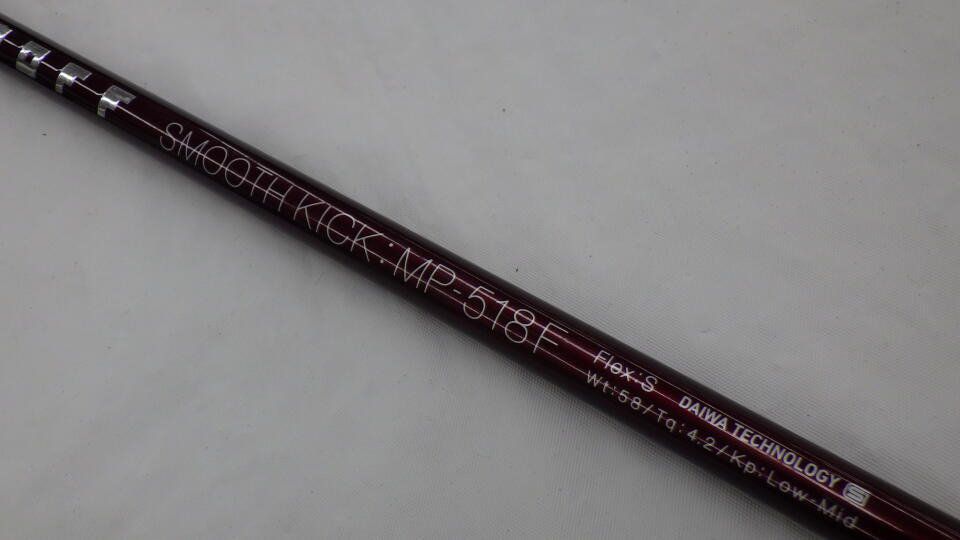 SMOOTH KICK:MP-518F
Flex:S DAIWA TECHNOLOGY S
Wt:58/Tq:4.2/Kp:Low-Mid